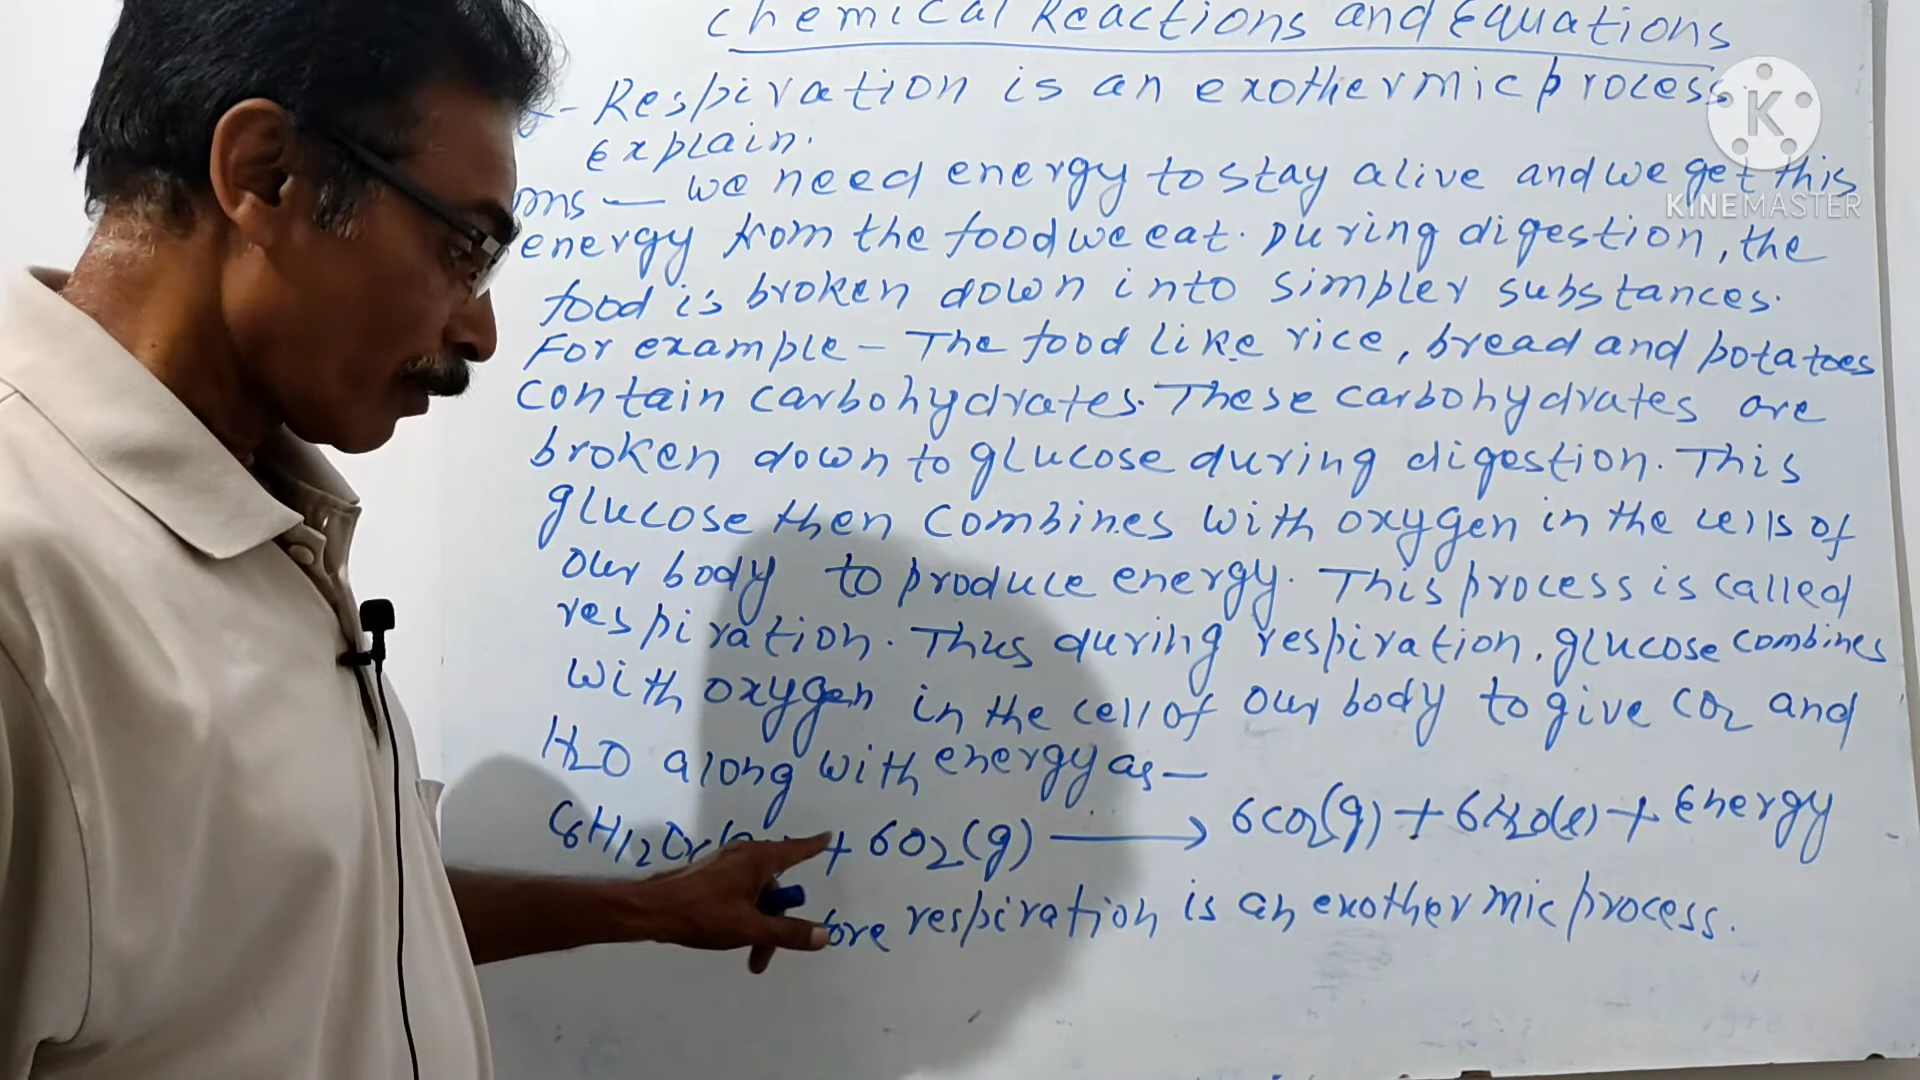 Chemical Reactions and Equations
Q- Respiration is an exothermic process
explain.
Ans — we need energy to stay alive and we get this
energy from the food we eat. During digestion, the
food is broken down into simpler substances.
For example - The food like rice, bread and potatoes
contain carbohydrates. These carbohydrates are
broken down to glucose during digestion. This
glucose then combines with oxygen in the cells of
our body to produce energy. This process is called
respiration. Thus during respiration, glucose combines
with oxygen in the cell of our body to give CO2 and
H2O along with energy as —
+ 6O2(g) ⟶ 6CO2(g) + 6H2O(l) + Energy
respiration is an exothermic process.
K
KINEMASTER